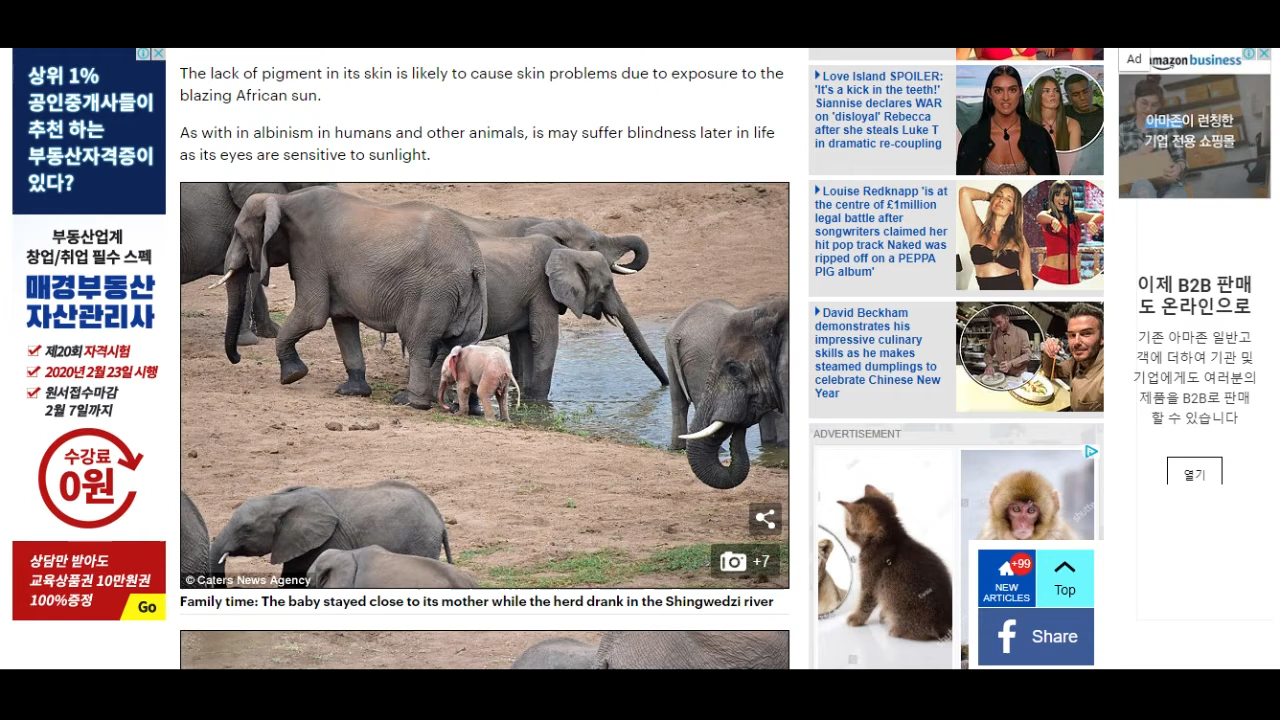 상위 1%
공인중개사들이
추천 하는
부동산자격증이
있다?
부동산업계
창업/취업 필수 스펙
매경부동산
자산관리사
제20회 자격시험
2020년 2월 23일 시행
원서접수마감
2월 7일까지
수강료
0원
상담만 받아도
교육상품권 10만원권
100%증정
Go
The lack of pigment in its skin is likely to cause skin problems due to exposure to the
blazing African sun.
As with in albinism in humans and other animals, is may suffer blindness later in life
as its eyes are sensitive to sunlight.
+7
© Caters News Agency
Family time: The baby stayed close to its mother while the herd drank in the Shingwedzi river
Love Island SPOILER:
'It's a kick in the teeth!'
Siannise declares WAR
on 'disloyal' Rebecca
after she steals Luke T
in dramatic re-coupling
Louise Redknapp 'is at
the centre of £1million
legal battle after
songwriters claimed her
hit pop track Naked was
ripped off on a PEPPA
PIG album'
David Beckham
demonstrates his
impressive culinary
skills as he makes
steamed dumplings to
celebrate Chinese New
Year
ADVERTISEMENT
+99
NEW
ARTICLES
Top
f Share
Ad
amazon business
아마존이 런칭한
기업 전용 쇼핑몰
이제 B2B 판매
도 온라인으로
기존 아마존 일반고
객에 더하여 기관 및
기업에게도 여러분의
제품을 B2B로 판매
할 수 있습니다
열기